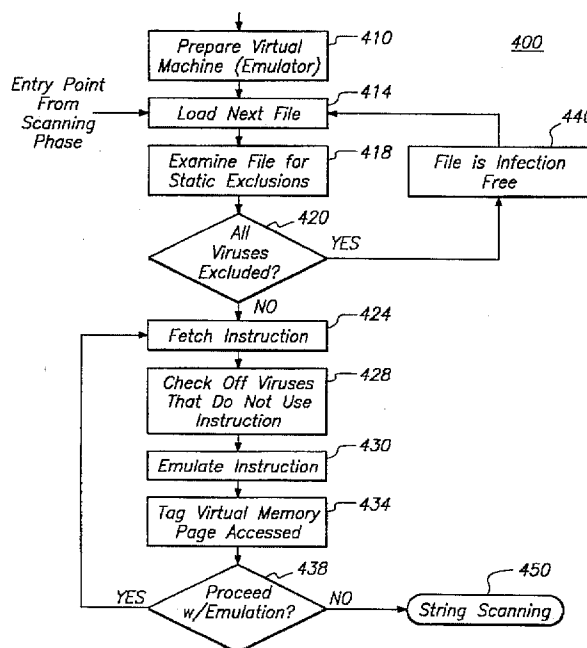 410
400
Prepare Virtual
Machine (Emulator)
Entry Point
From
Scanning
Phase
414
Load Next File
440
418
Examine File for
Static Exclusions
File is Infection
Free
420
All
Viruses
Excluded?
YES
NO
424
Fetch Instruction
428
Check Off Viruses
That Do Not Use
Instruction
430
Emulate Instruction
434
Tag Virtual Memory
Page Accessed
438
Proceed
w/Emulation?
YES
NO
450
String Scanning